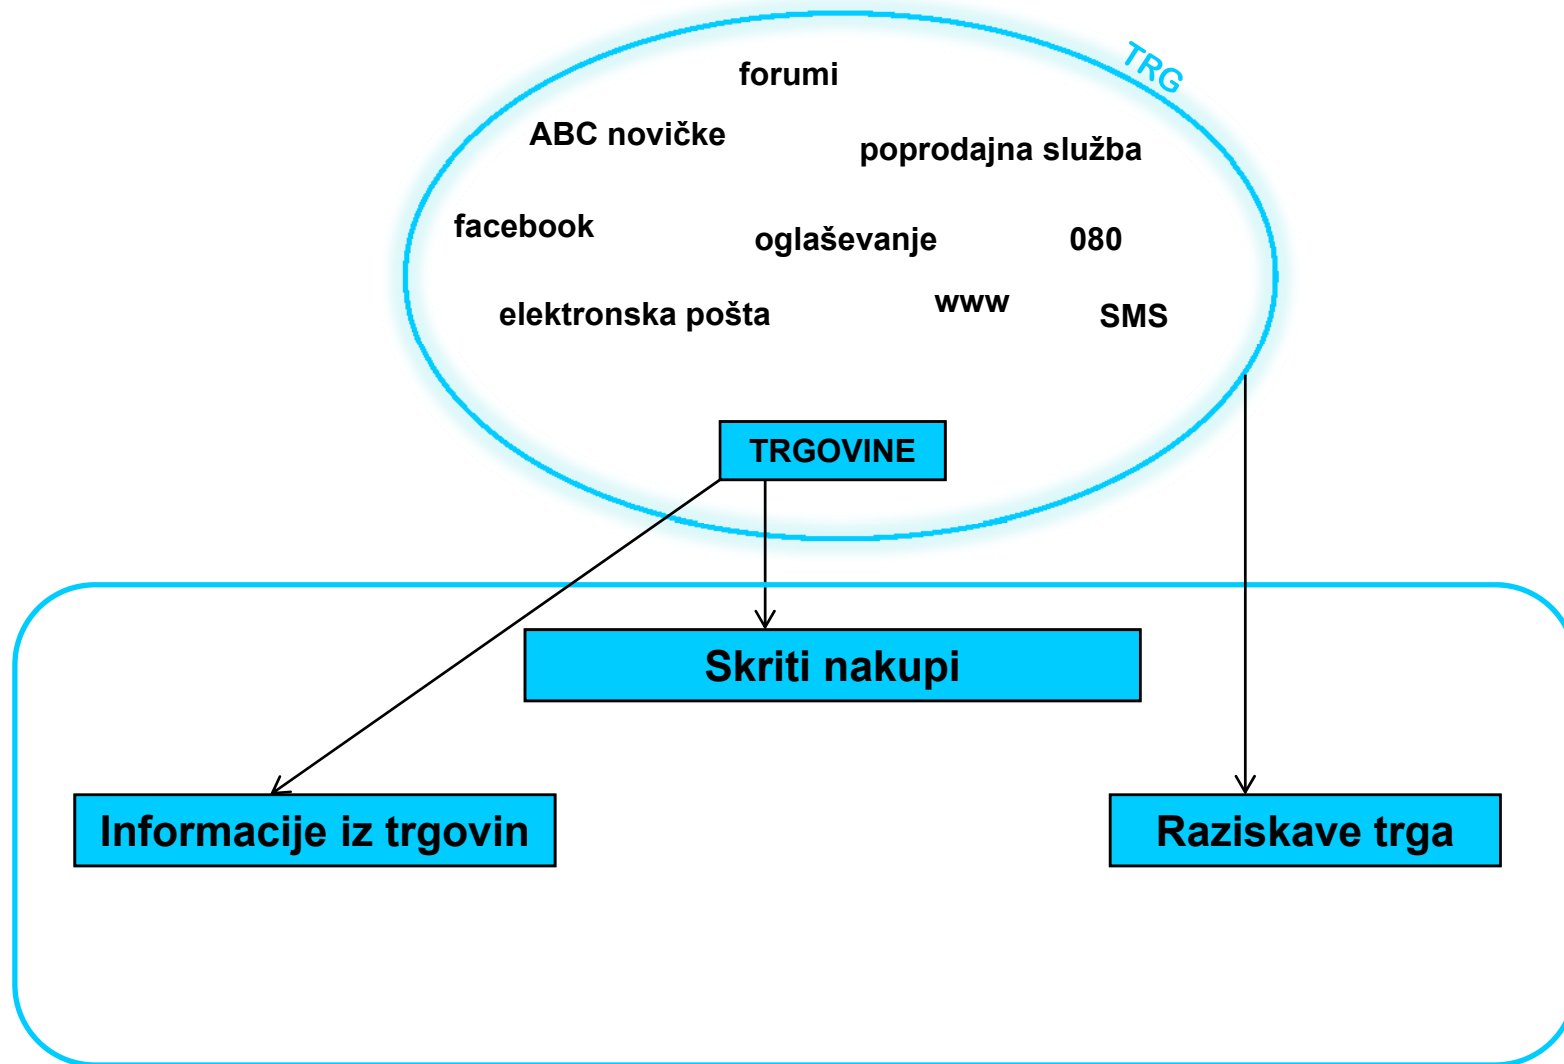 TRG
forumi
ABC novičke
poprodajna služba
facebook
oglaševanje
080
elektronska pošta
www
SMS
TRGOVINE
Skriti nakupi
Informacije iz trgovin
Raziskave trga